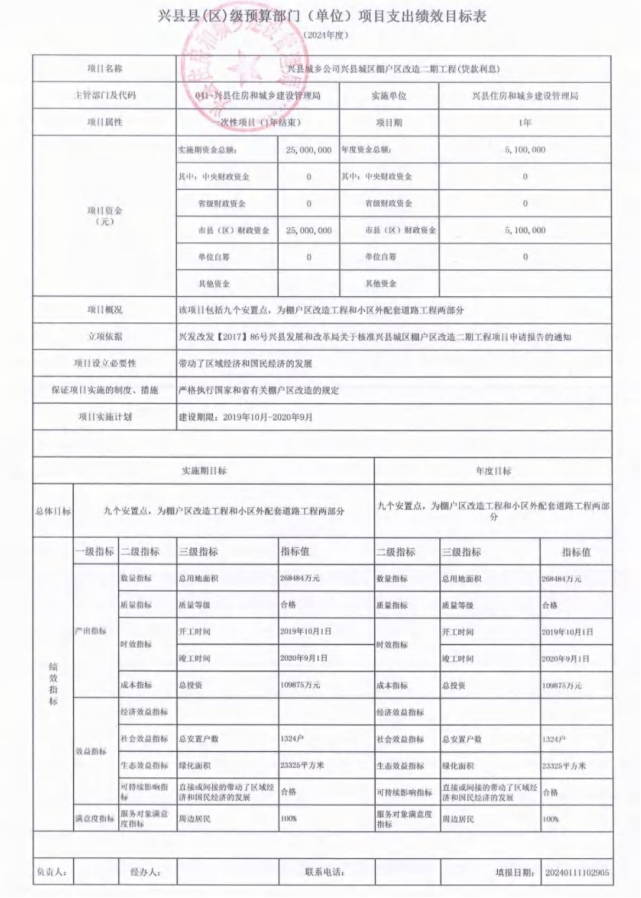 兴县县(区)级预算部门（单位）项目支出绩效目标表
（2024年度）
项目名称 兴县城乡公司兴县城区棚户区改造二期工程(贷款利息)
主管部门及代码 041-兴县住房和城乡建设管理局 实施单位 兴县住房和城乡建设管理局
项目属性 一次性项目（1年结束） 项目期 1年
项目资金（元） 实施期资金总额： 25,000,000 年度资金总额： 5,100,000
其中：中央财政资金 0 其中：中央财政资金 0
省级财政资金 0 省级财政资金 0
市县（区）财政资金 25,000,000 市县（区）财政资金 5,100,000
单位自筹 0 单位自筹 0
其他资金 其他资金
项目概况 该项目包括九个安置点，为棚户区改造工程和小区外配套道路工程两部分
立项依据 兴发改发【2017】86号兴县发展和改革局关于核准兴县城区棚户区改造二期工程项目申请报告的通知
项目设立必要性 带动了区域经济和国民经济的发展
保证项目实施的制度、措施 严格执行国家和省有关棚户区改造的规定
项目实施计划 建设期限：2019年10月-2020年9月
实施期目标 年度目标
总体目标 九个安置点，为棚户区改造工程和小区外配套道路工程两部分 九个安置点，为棚户区改造工程和小区外配套道路工程两部分
绩效指标 一级指标 二级指标 三级指标 指标值 二级指标 三级指标 指标值
产出指标 数量指标 总用地面积 268484万元 数量指标 总用地面积 268484万元
质量指标 质量等级 合格 质量指标 质量等级 合格
时效指标 开工时间 2019年10月1日 时效指标 开工时间 2019年10月1日
竣工时间 2020年9月1日 竣工时间 2020年9月1日
成本指标 总投资 109875万元 成本指标 总投资 109875万元
效益指标 经济效益指标 经济效益指标
社会效益指标 总安置户数 1324户 社会效益指标 总安置户数 1324户
生态效益指标 绿化面积 23325平方米 生态效益指标 绿化面积 23325平方米
可持续影响指标 直接或间接的带动了区域经济和国民经济的发展 合格 可持续影响指标 直接或间接的带动了区域经济和国民经济的发展 合格
满意度指标 服务对象满意度指标 周边居民 100% 服务对象满意度指标 周边居民 100%
负责人： 经办人： 联系电话： 填报日期： 20240111102905